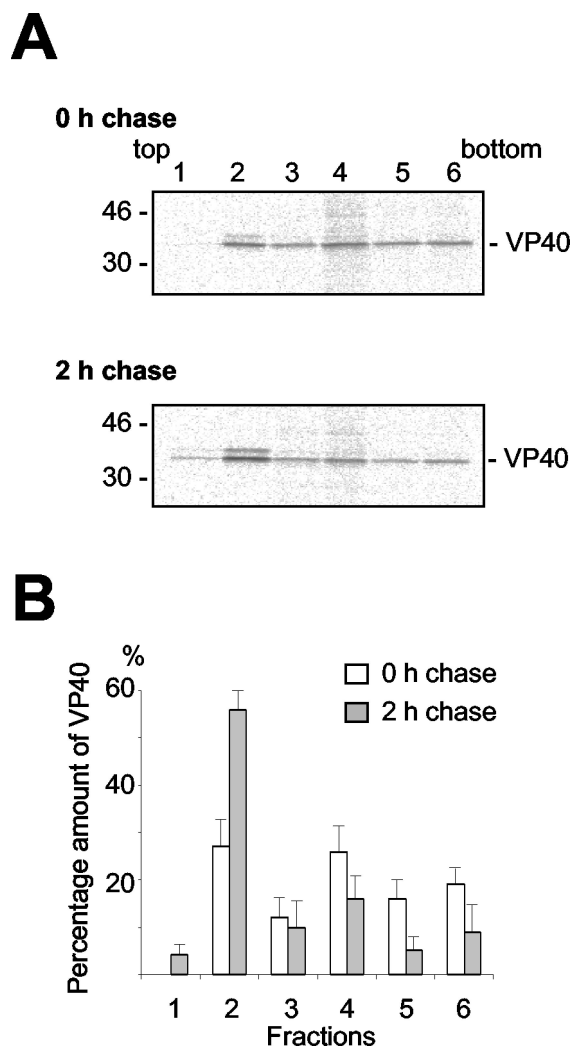 A
0 h chase
top bottom
1 2 3 4 5 6
46 -
- VP40
30 -
2 h chase
46 -
- VP40
30 -
B
%
60
40
20
Percentage amount of VP40
0 h chase
2 h chase
1 2 3 4 5 6
Fractions